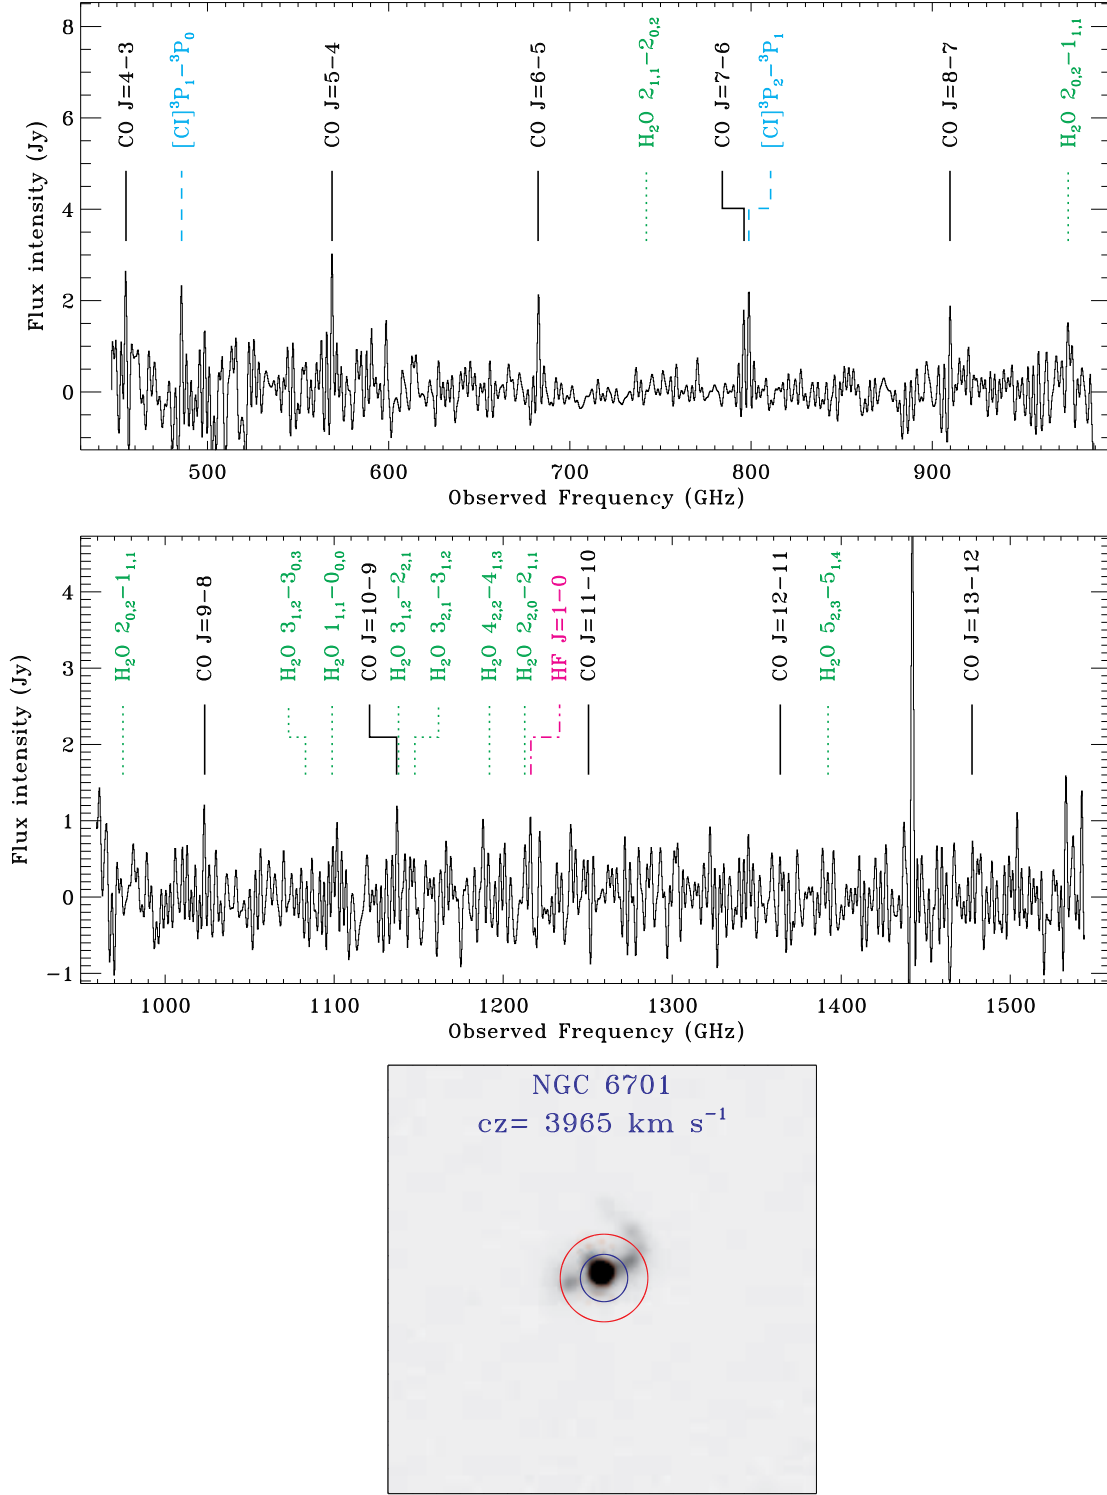 CO J=4−3
[CI]³P₁−³P₀
CO J=5−4
CO J=6−5
H₂O 2₁,₁−2₀,₂
CO J=7−6
[CI]³P₂−³P₁
CO J=8−7
H₂O 2₀,₂−1₁,₁
Flux intensity (Jy)
8
6
4
2
0
500
600
700
800
900
Observed Frequency (GHz)
H₂O 2₀,₂−1₁,₁
CO J=9−8
H₂O 3₁,₂−3₀,₃
H₂O 1₁,₁−0₀,₀
CO J=10−9
H₂O 3₁,₂−2₂,₁
H₂O 3₂,₁−3₁,₂
H₂O 4₂,₂−4₁,₃
H₂O 2₂,₀−2₁,₁
HF J=1−0
CO J=11−10
CO J=12−11
H₂O 5₂,₃−5₁,₄
CO J=13−12
Flux intensity (Jy)
4
3
2
1
0
−1
1000
1100
1200
1300
1400
1500
Observed Frequency (GHz)
NGC 6701
cz= 3965 km s⁻¹